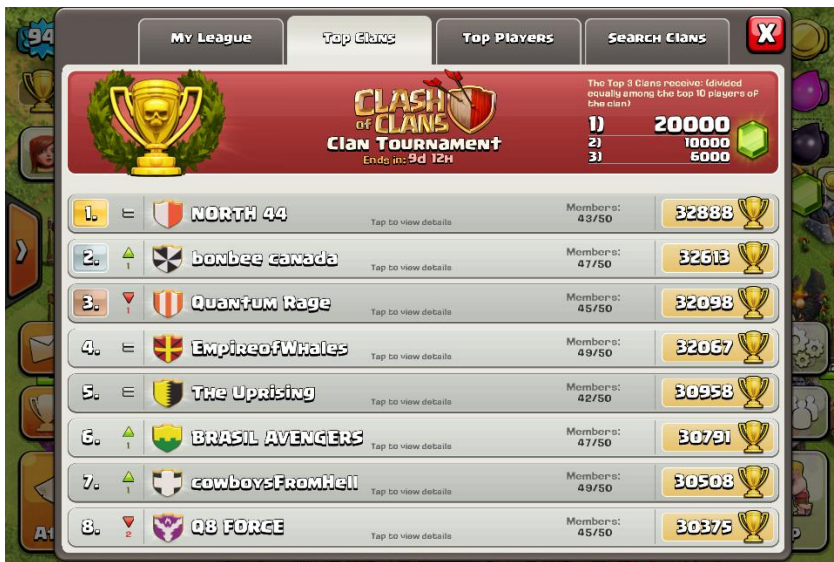 94
My League
Top Clans
Top Players
Search Clans
X
CLASH
of CLANS
Clan Tournament
Ends in: 9d 12H
The Top 3 Clans receive: (divided
equally among the top 10 players of
the clan)
1) 20000
2) 10000
3) 6000
1. = NORTH 44 Tap to view details Members: 43/50 32888
2. 1 bonbee canada Tap to view details Members: 47/50 32613
3. 1 Quantum Rage Tap to view details Members: 45/50 32098
4. = EmpireofWhales Tap to view details Members: 49/50 32067
5. = The Uprising Tap to view details Members: 42/50 30958
6. 1 BRASIL AVENGERS Tap to view details Members: 47/50 30791
7. 1 cowboysFromHell Tap to view details Members: 49/50 30508
8. 2 Q8 FORCE Tap to view details Members: 45/50 30375